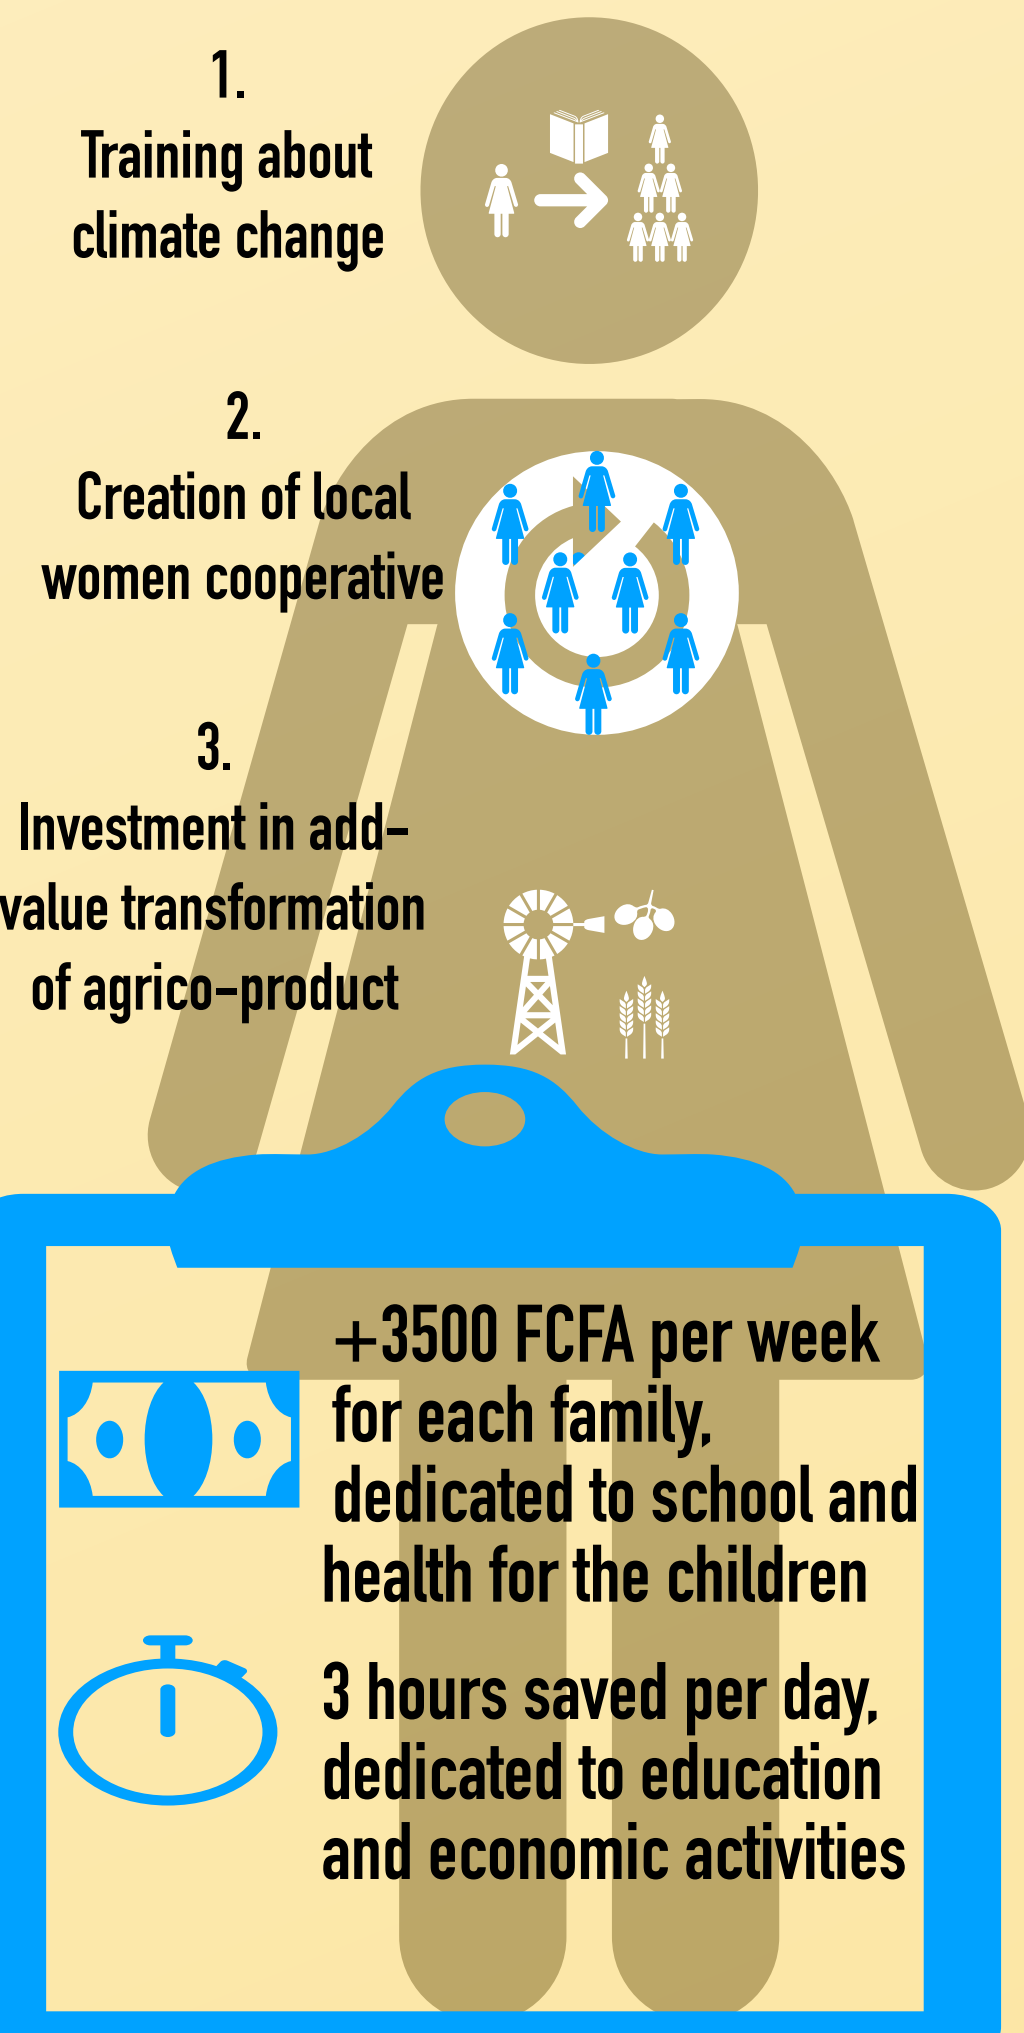 1.
Training about
climate change
2.
Creation of local
women cooperative
3.
Investment in add-
value transformation
of agrico-product
+3500 FCFA per week
for each family,
dedicated to school and
health for the children
3 hours saved per day,
dedicated to education
and economic activities